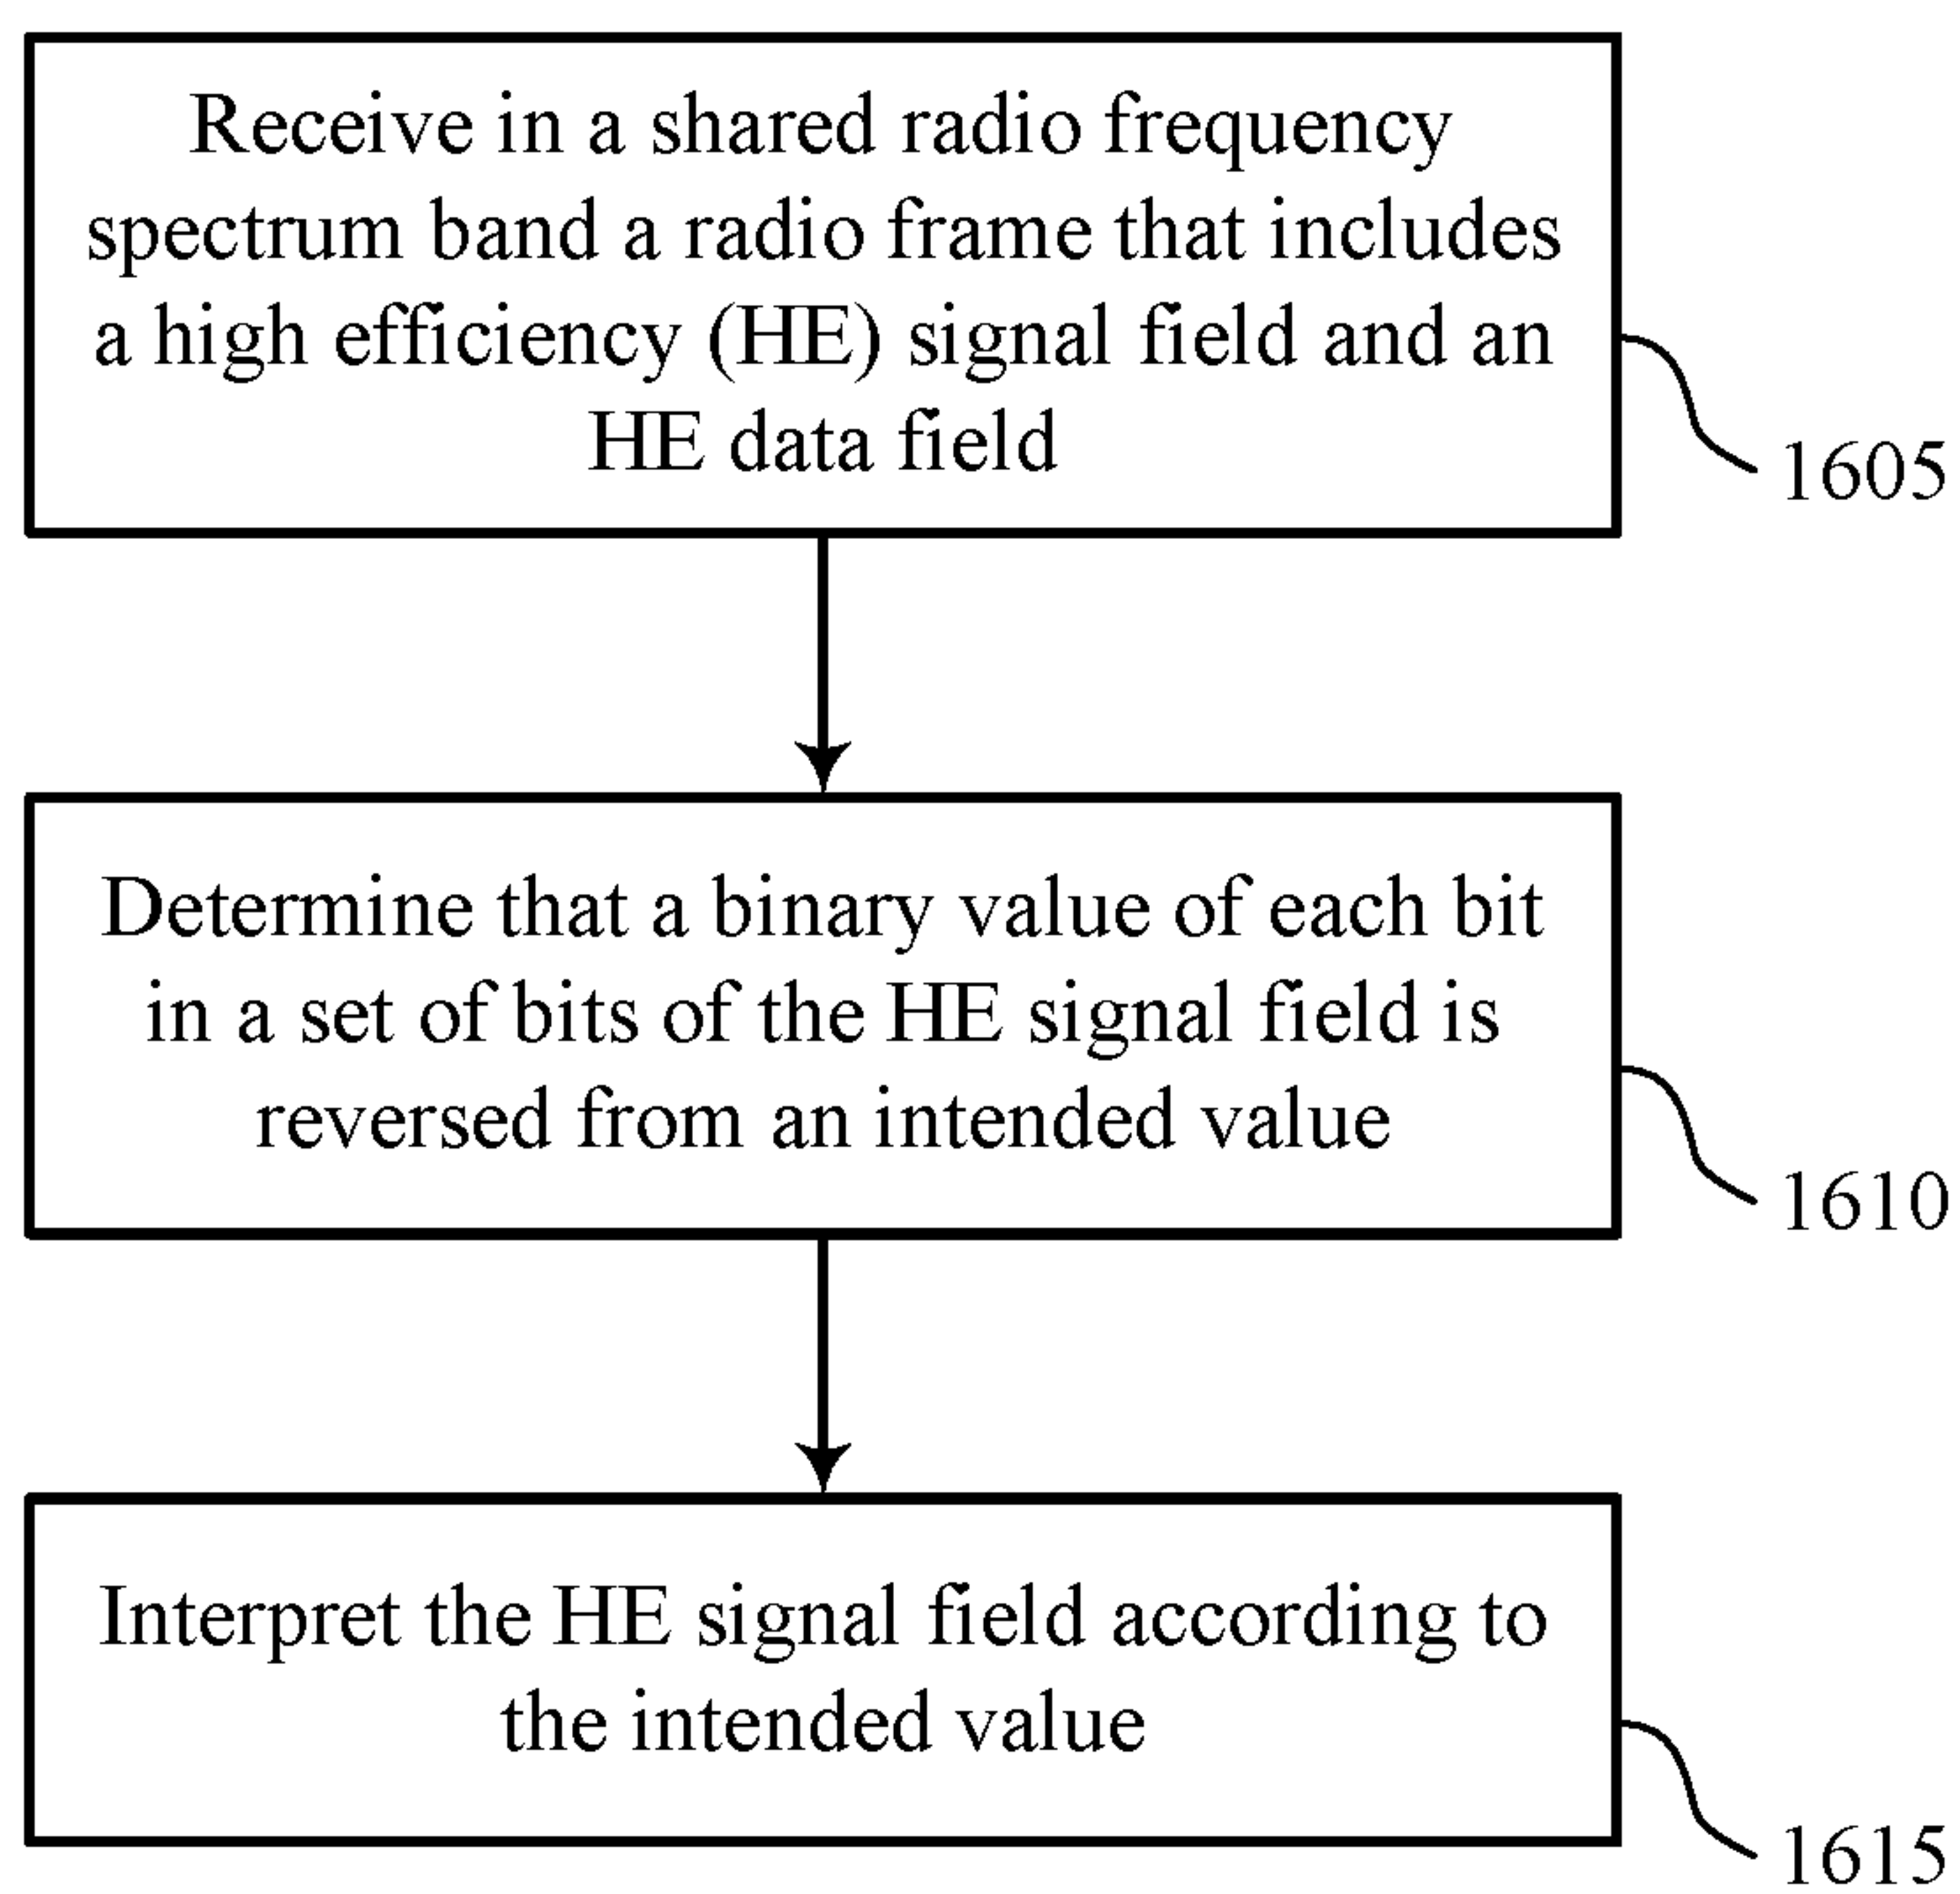 Receive in a shared radio frequency
spectrum band a radio frame that includes
a high efficiency (HE) signal field and an
HE data field
1605
Determine that a binary value of each bit
in a set of bits of the HE signal field is
reversed from an intended value
1610
Interpret the HE signal field according to
the intended value
1615